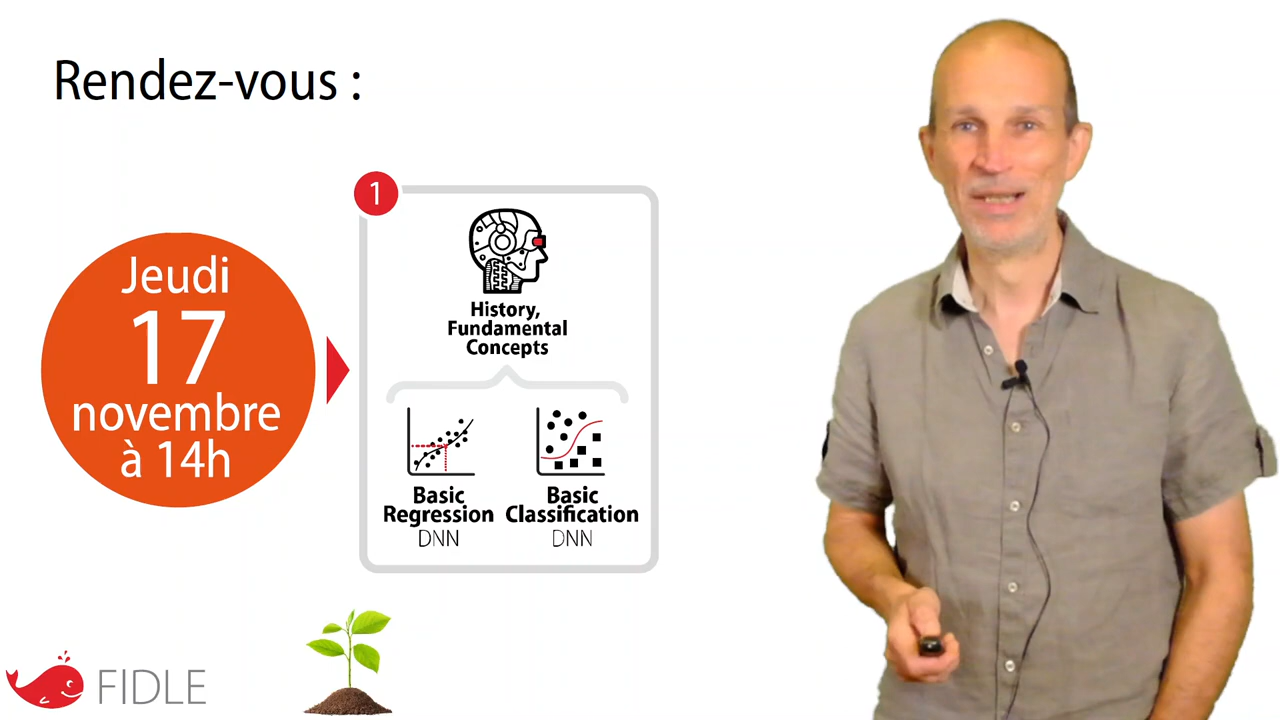 Rendez-vous :
Jeudi
17
novembre
à 14h
1
History,
Fundamental
Concepts
Basic
Regression
DNN
Basic
Classification
DNN
FIDLE